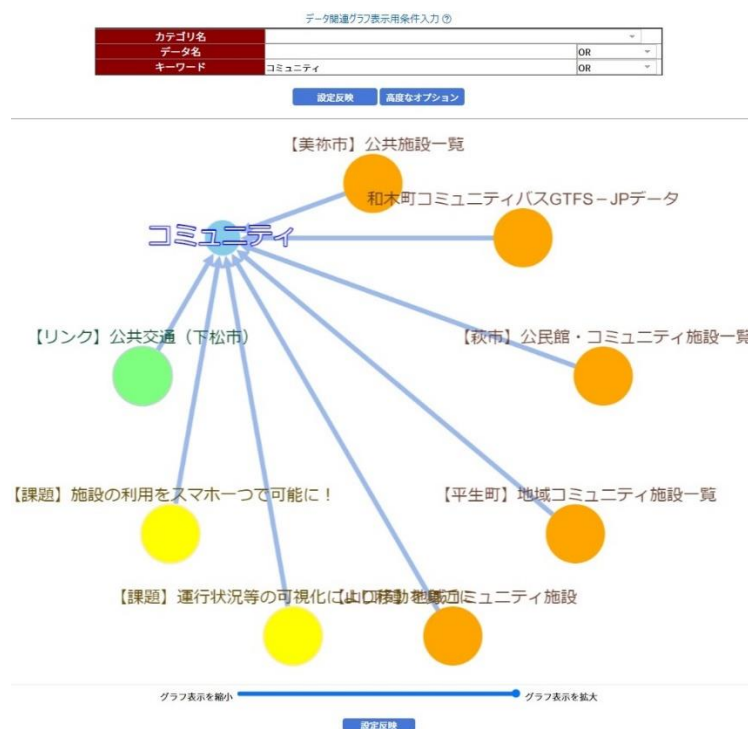 データ関連グラフ表示用条件入力
カテゴリ名
データ名 OR
キーワード コミュニティ OR
設定反映 高度なオプション
【美祢市】公共施設一覧
和木町コミュニティバスGTFS－JPデータ
コミュニティ
【リンク】公共交通（下松市）
【萩市】公民館・コミュニティ施設一覧
【課題】施設の利用をスマホ一つで可能に！
【平生町】地域コミュニティ施設一覧
【課題】運行状況等の可視化により移動を身近に
コミュニティ施設
グラフ表示を縮小 グラフ表示を拡大
設定反映